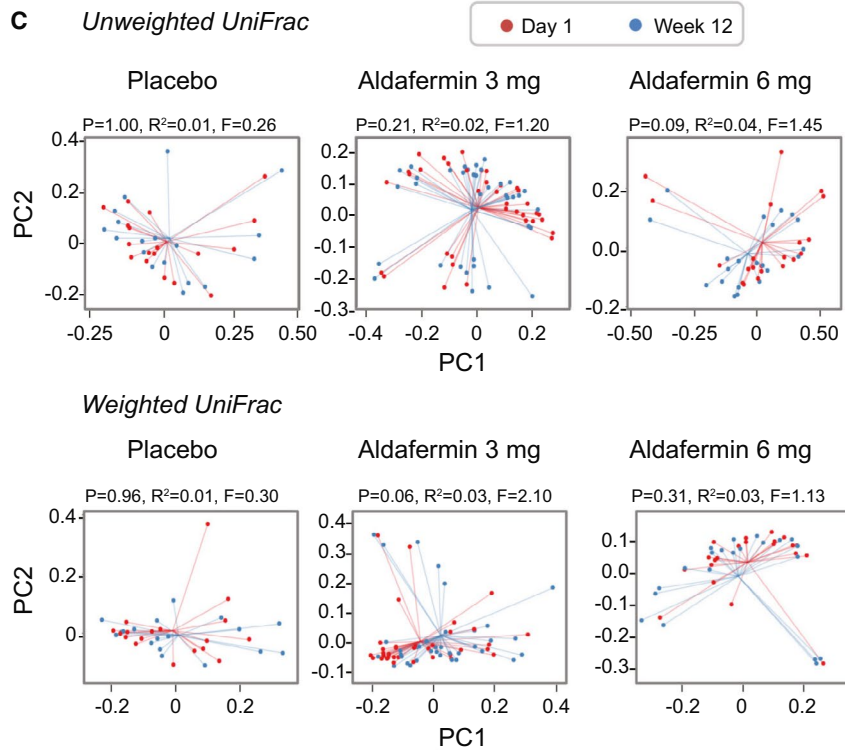 C Unweighted UniFrac
Day 1 Week 12
Placebo Aldafermin 3 mg Aldafermin 6 mg
P=1.00, R²=0.01, F=0.26 P=0.21, R²=0.02, F=1.20 P=0.09, R²=0.04, F=1.45
PC2
0.4
0.2
0
-0.2
-0.25 0 0.25 0.50
0.2
0.1
0.0
-0.1
-0.2
-0.3
-0.4 -0.2 0 0.2
0.2
0.0
-0.2
-0.50 -0.25 0 0.50
PC1
Weighted UniFrac
Placebo Aldafermin 3 mg Aldafermin 6 mg
P=0.96, R²=0.01, F=0.30 P=0.06, R²=0.03, F=2.10 P=0.31, R²=0.03, F=1.13
PC2
0.4
0.2
0
-0.2 0 0.2
0.4
0.3
0.2
0.1
0.0
-0.1
-0.2 0 0.2 0.4
0.1
0.0
-0.1
-0.2
-0.3
-0.2 0 0.2
PC1